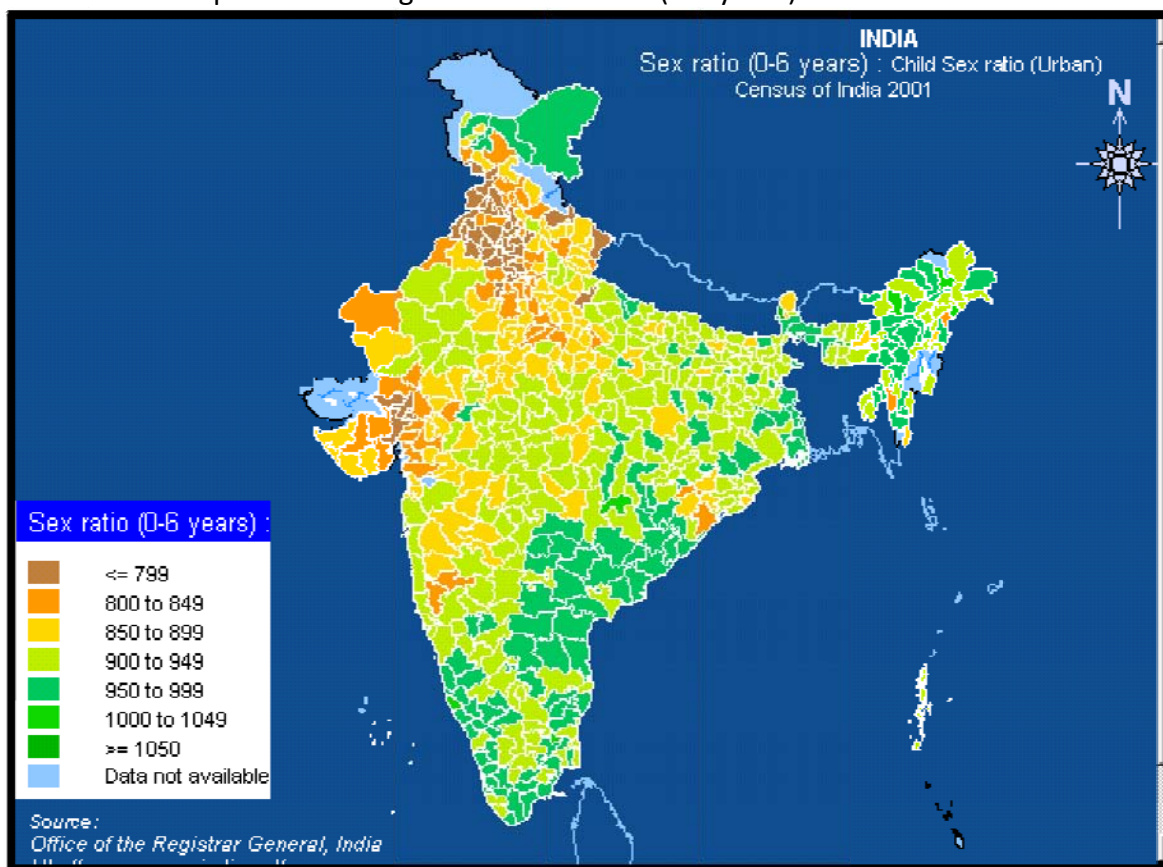 INDIA
Sex ratio (0-6 years) : Child Sex ratio (Urban)
Census of India 2001
N
Sex ratio (0-6 years) :
<= 799
800 to 849
850 to 899
900 to 949
950 to 999
1000 to 1049
>= 1050
Data not available
Source:
Office of the Registrar General, India